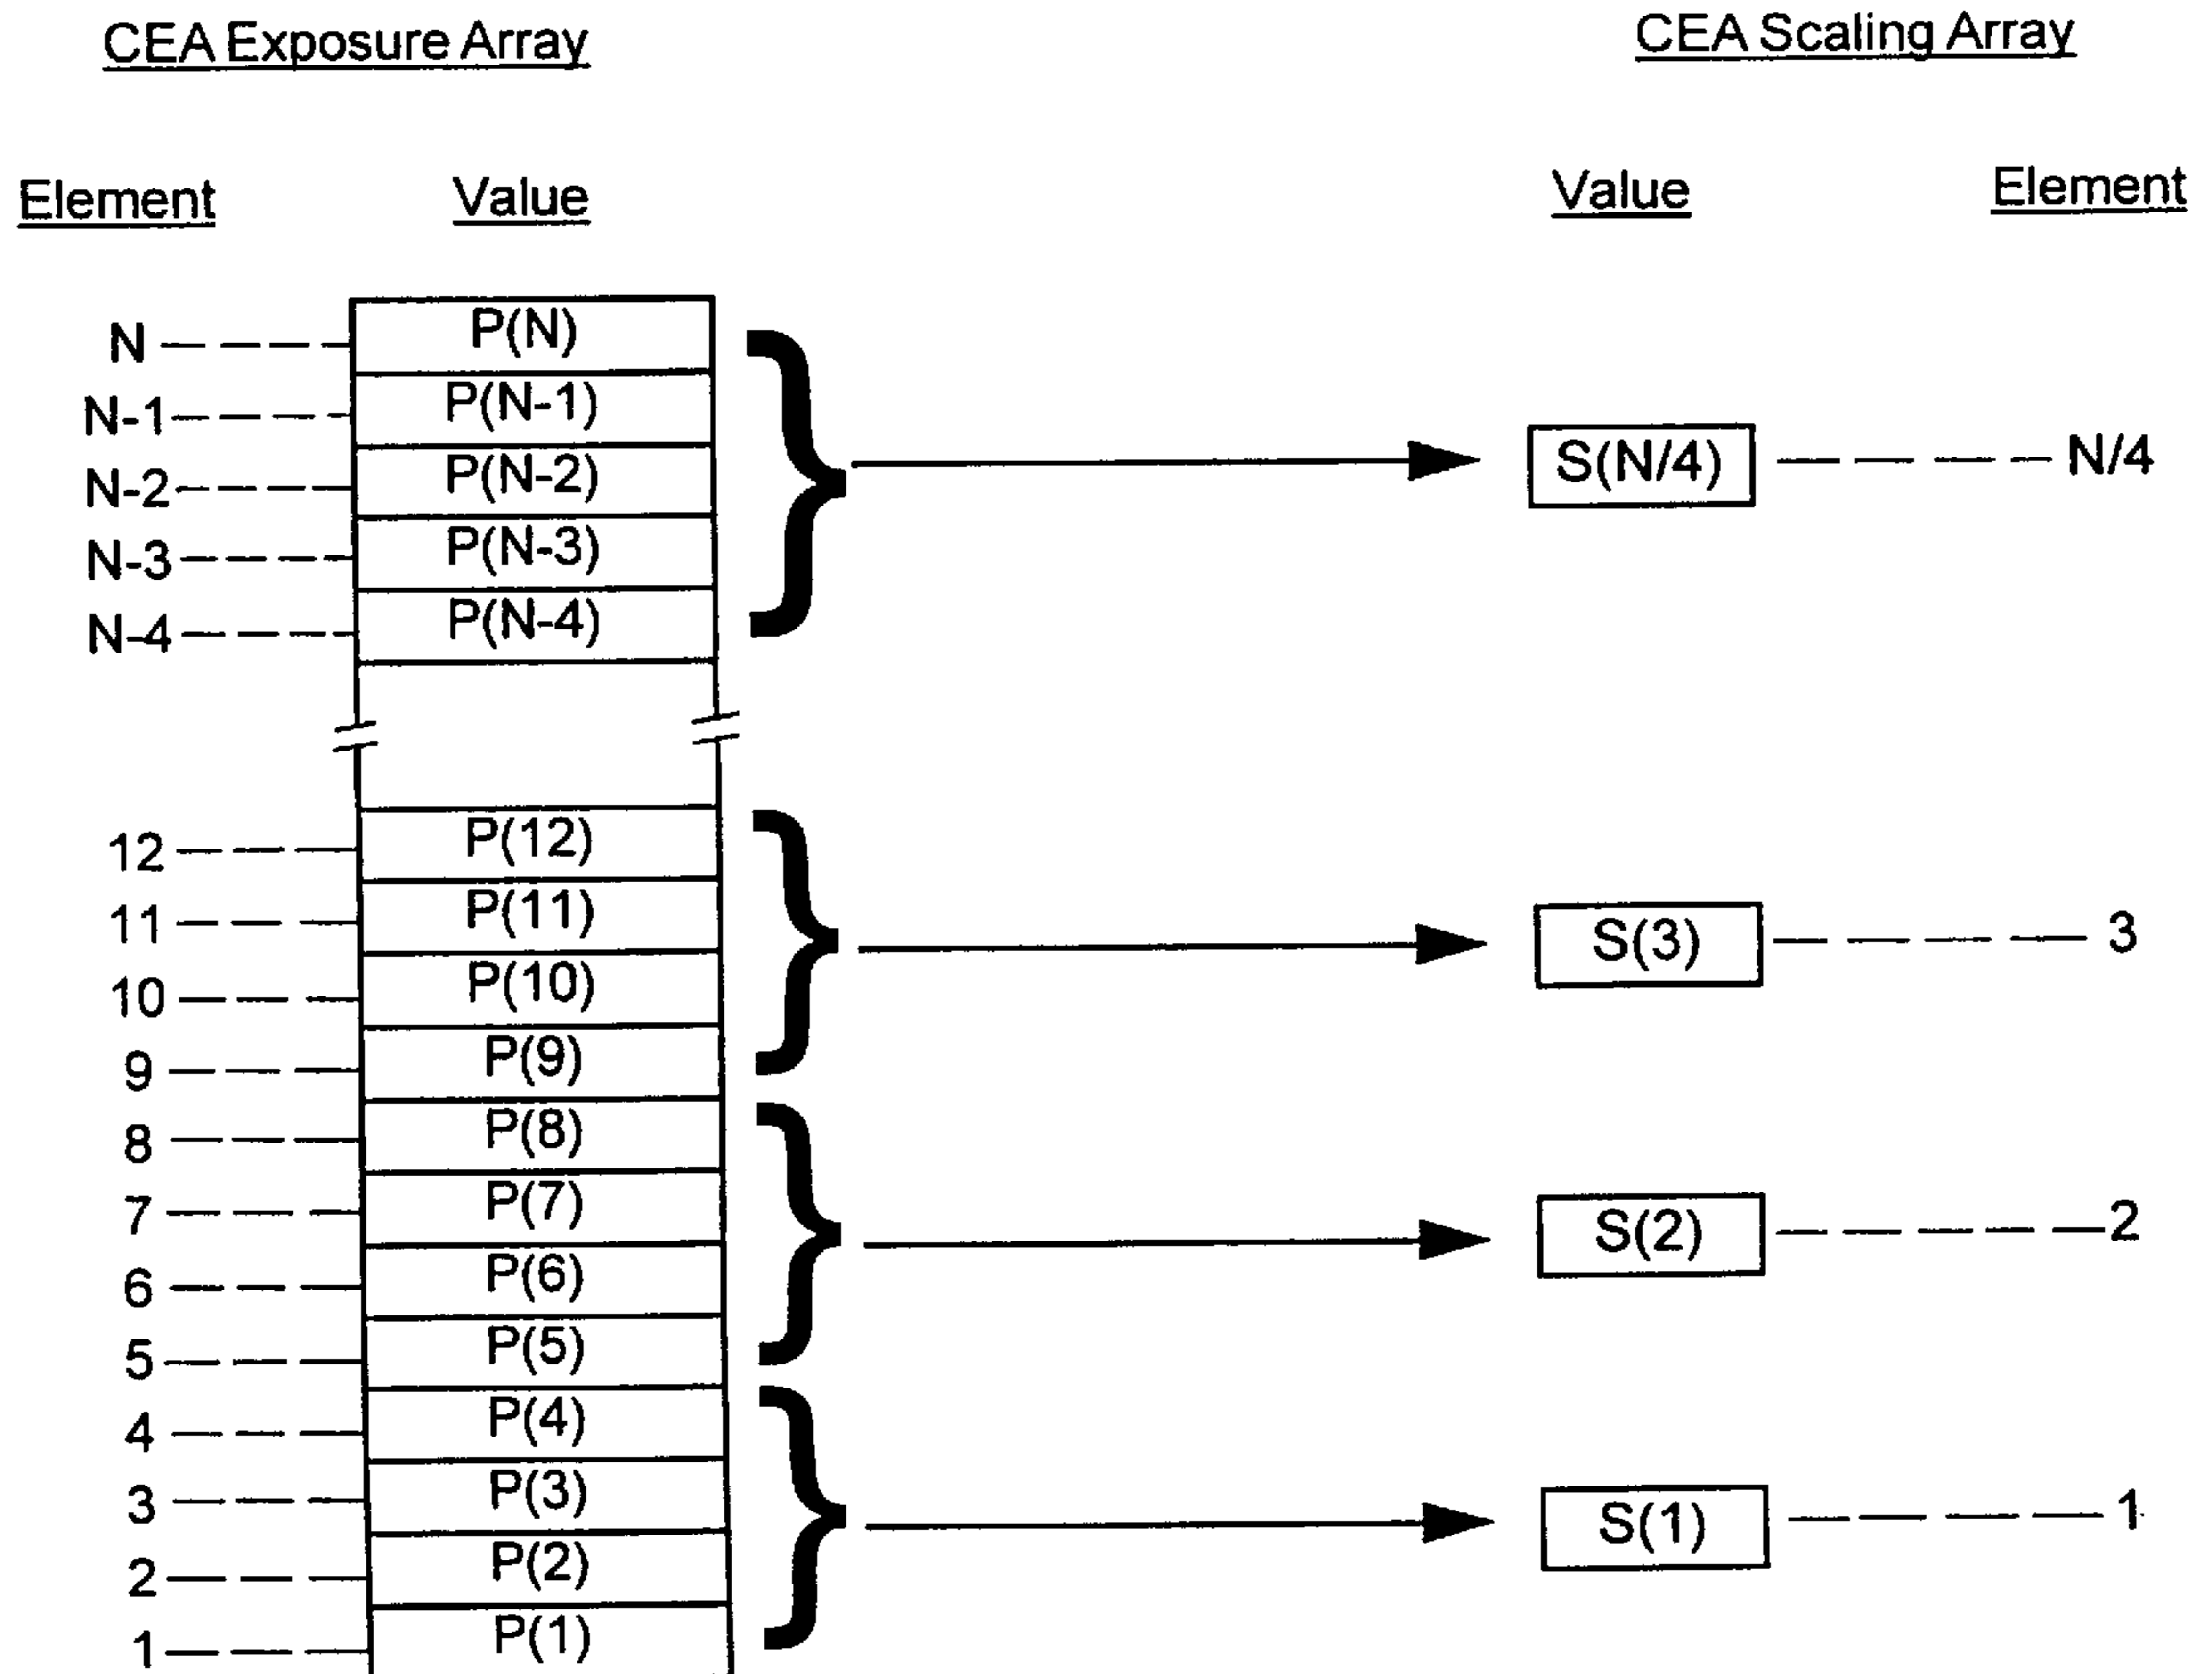 CEA Exposure Array CEA Scaling Array
Element Value Value Element
N P(N)
N-1 P(N-1)
N-2 P(N-2) S(N/4) N/4
N-3 P(N-3)
N-4 P(N-4)
12 P(12)
11 P(11) S(3) 3
10 P(10)
9 P(9)
8 P(8)
7 P(7) S(2) 2
6 P(6)
5 P(5)
4 P(4)
3 P(3) S(1) 1
2 P(2)
1 P(1)